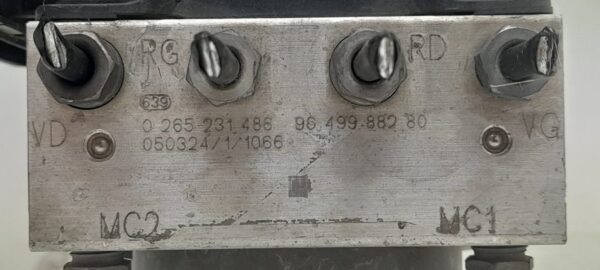 RG RD
639
VD 0 265 231 486 96 499 882 80 VG
050324/1/1066
MC2 MC1